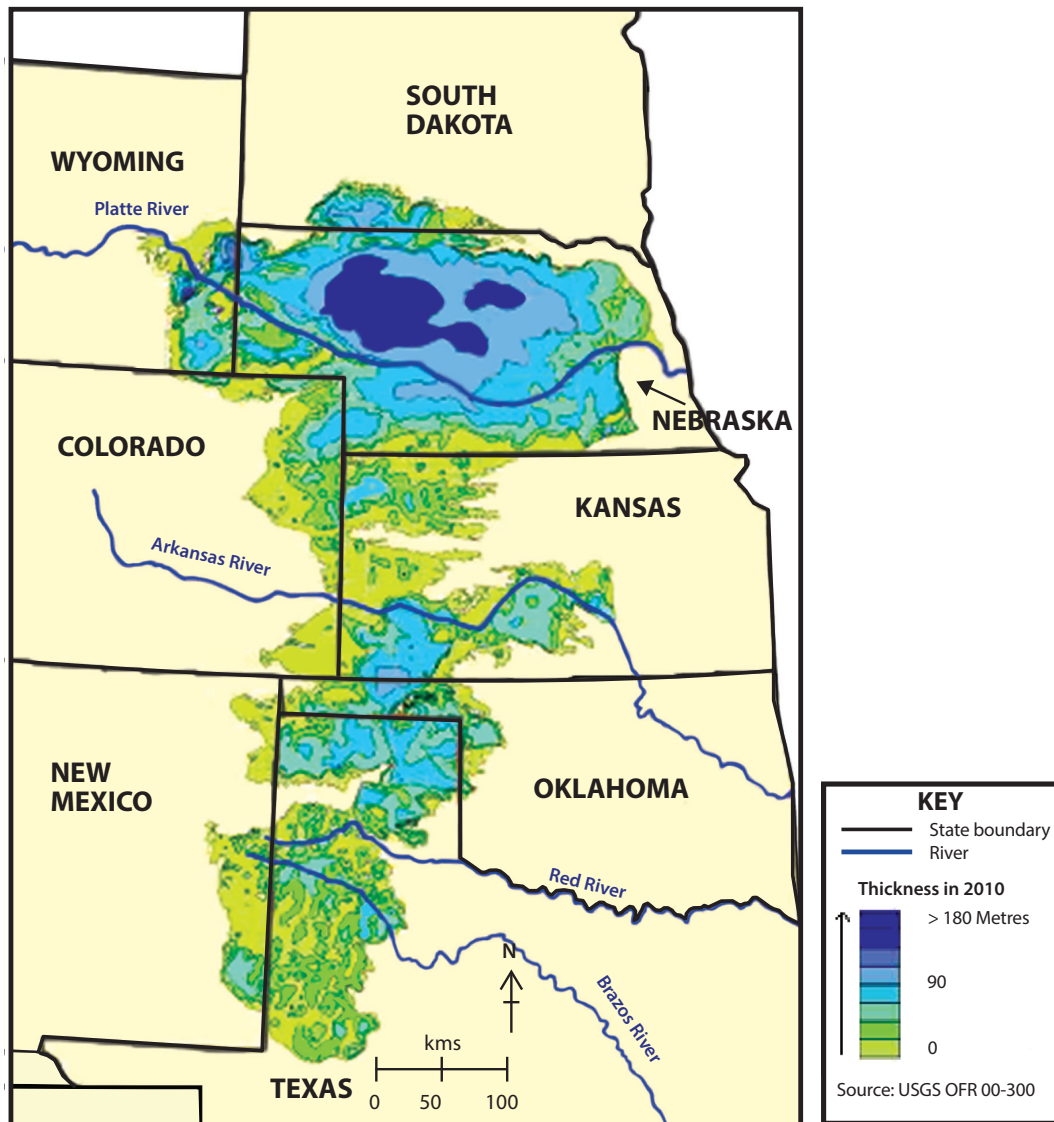 SOUTH
DAKOTA
WYOMING
Platte River
NEBRASKA
COLORADO
KANSAS
Arkansas River
NEW
MEXICO
OKLAHOMA
Red River
N
Brazos River
kms
TEXAS
0 50 100
KEY
State boundary
River
Thickness in 2010
> 180 Metres
90
0
Source: USGS OFR 00-300